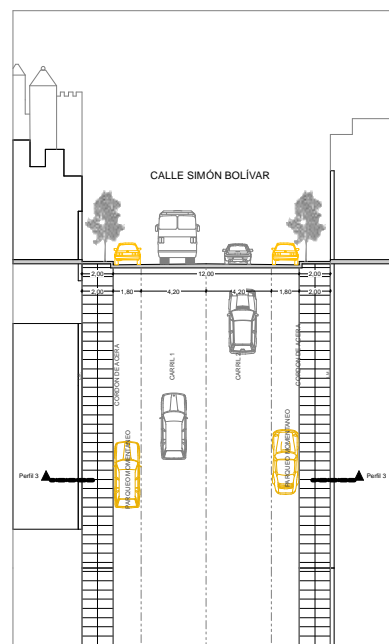 CALLE SIMÓN BOLÍVAR
2,00 12,00 2,00
2,00 1,80 4,20 4,20 1,80 2,00
CORDON DE ACERA
CARRIL 1
CARRIL
CORDON DE ACERA
PARQUEO MOMENTANEO
PARQUEO MOMENTANEO
Perfil 3
Perfil 3